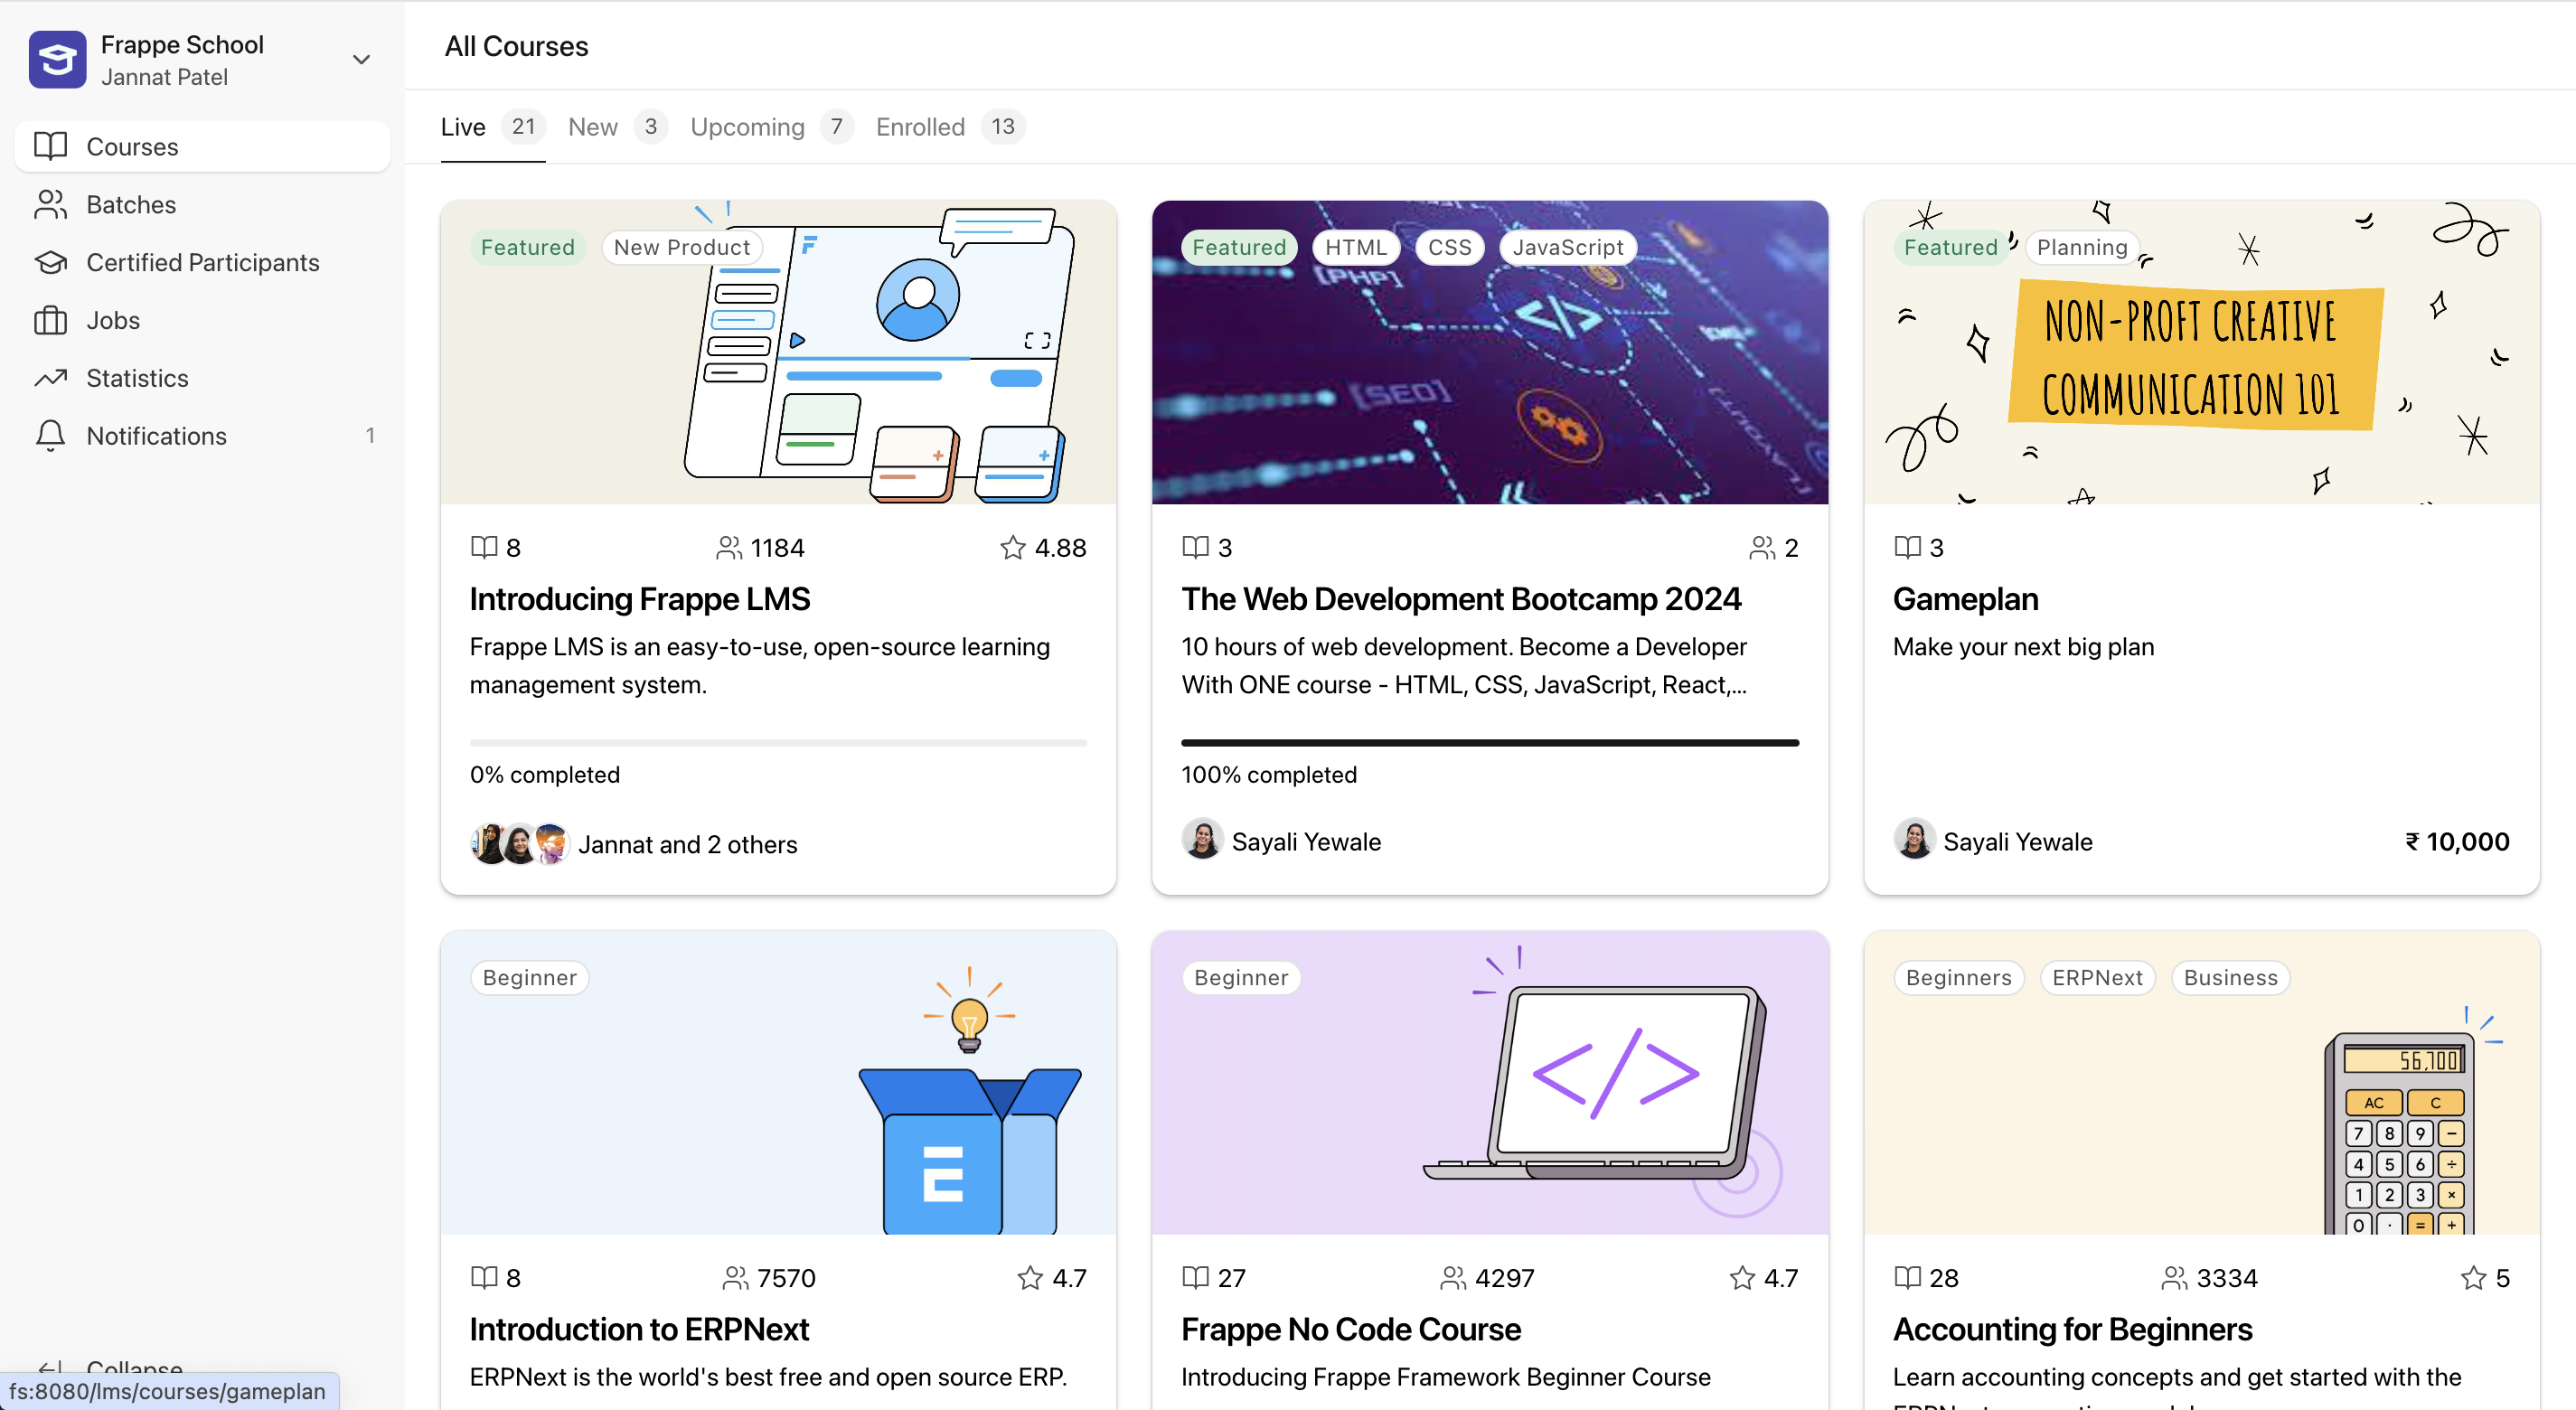 Frappe School
Jannat Patel
Courses
Batches
Certified Participants
Jobs
Statistics
Notifications 1
Collapse
fs:8080/lms/courses/gameplan
All Courses
Live 21 New 3 Upcoming 7 Enrolled 13
Featured New Product
8 1184 4.88
Introducing Frappe LMS
Frappe LMS is an easy-to-use, open-source learning
management system.
0% completed
Jannat and 2 others
Featured HTML CSS JavaScript
[PHP]
</>
[SEO]
3 2
The Web Development Bootcamp 2024
10 hours of web development. Become a Developer
With ONE course - HTML, CSS, JavaScript, React,...
100% completed
Sayali Yewale
Featured Planning
NON-PROFT CREATIVE
COMMUNICATION 101
3
Gameplan
Make your next big plan
Sayali Yewale ₹ 10,000
Beginner
E
8 7570 4.7
Introduction to ERPNext
ERPNext is the world's best free and open source ERP.
Beginner
</>
27 4297 4.7
Frappe No Code Course
Introducing Frappe Framework Beginner Course
Beginners ERPNext Business
56,700
AC C
7 8 9 −
4 5 6 ÷
1 2 3 ×
0 . = +
28 3334 5
Accounting for Beginners
Learn accounting concepts and get started with the